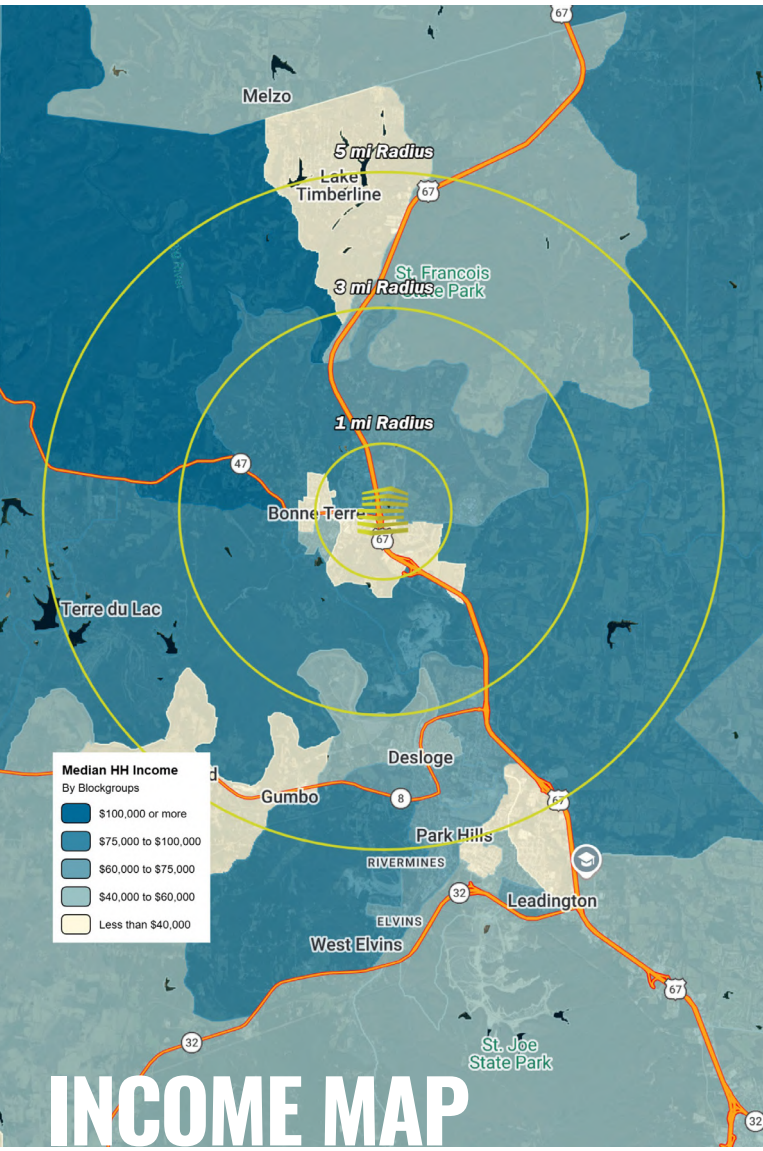 67
Melzo
5 mi Radius
Lake
Timberline
67
St. Francois
State Park
3 mi Radius
1 mi Radius
47
Bonne Terre
67
Terre du Lac
Desloge
d
Gumbo
8
67
Park Hills
RIVERMINES
32
Leadington
ELVINS
West Elvins
67
32
St. Joe
State Park
32
Median HH Income
By Blockgroups
$100,000 or more
$75,000 to $100,000
$60,000 to $75,000
$40,000 to $60,000
Less than $40,000
INCOME MAP